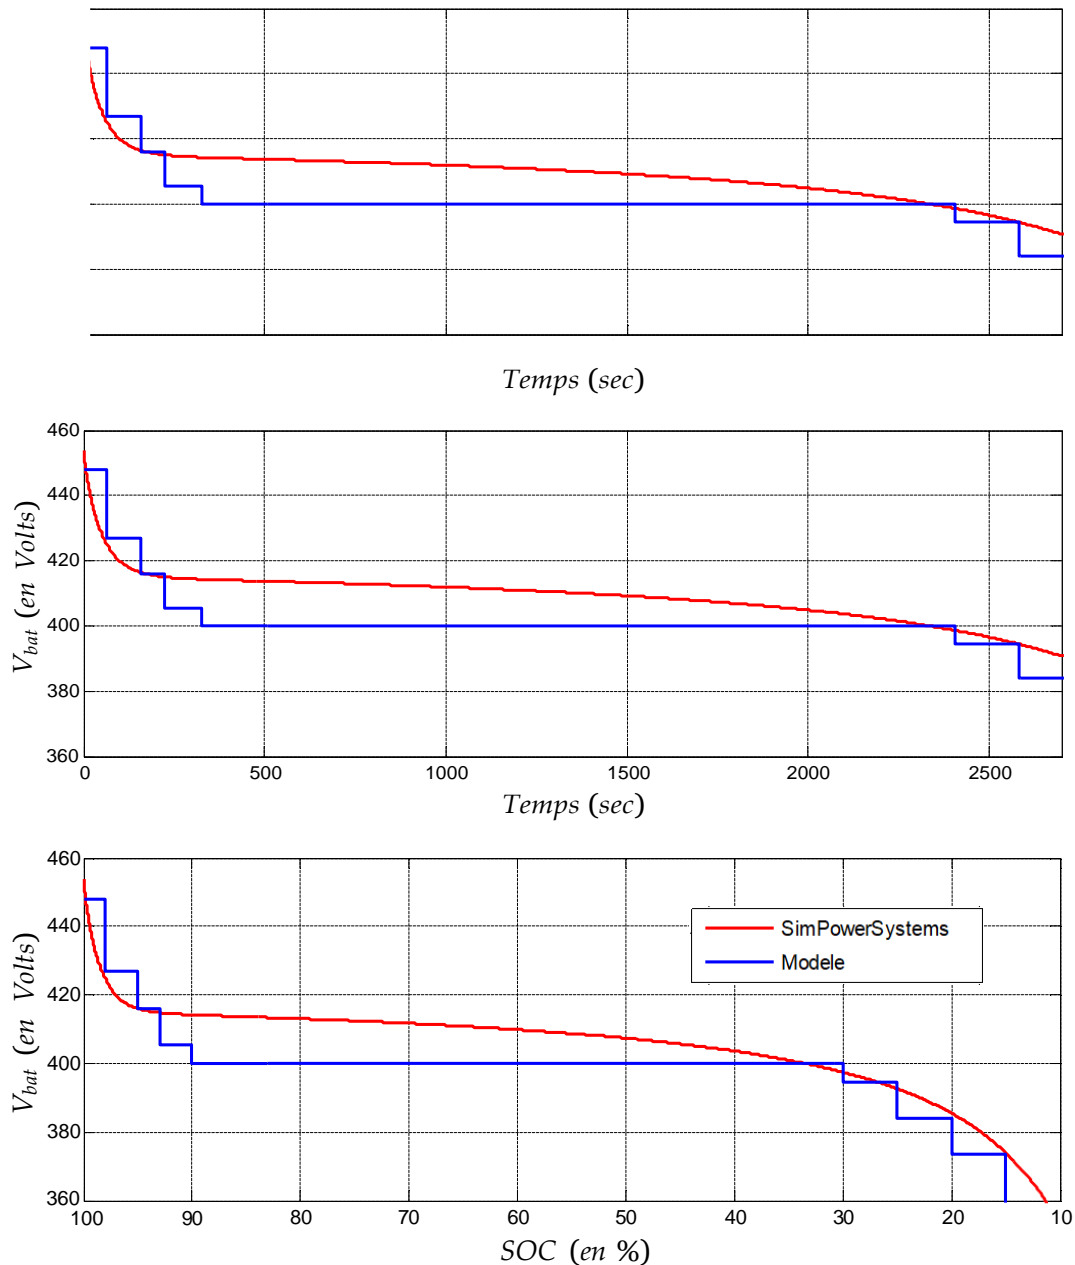 Temps (sec)
460
440
420
400
380
360
V_bat (en Volts)
0 500 1000 1500 2000 2500
Temps (sec)
460
440
420
400
380
360
V_bat (en Volts)
SimPowerSystems
Modele
100 90 80 70 60 50 40 30 20 10
SOC (en %)